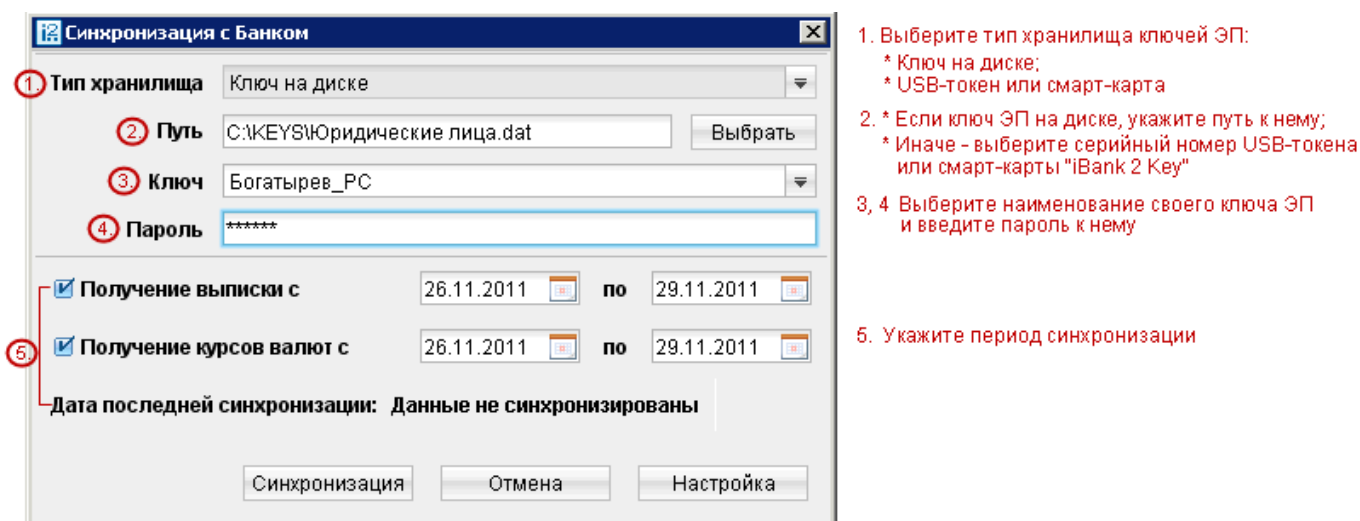 i2 Синхронизация с Банком
1. Тип хранилища Ключ на диске
2. Путь C:\KEYS\Юридические лица.dat Выбрать
3. Ключ Богатырев_РС
4. Пароль ******
Получение выписки с 26.11.2011 по 29.11.2011
5. Получение курсов валют с 26.11.2011 по 29.11.2011
Дата последней синхронизации: Данные не синхронизированы
Синхронизация Отмена Настройка
1. Выберите тип хранилища ключей ЭП:
* Ключ на диске;
* USB-токен или смарт-карта
2. * Если ключ ЭП на диске, укажите путь к нему;
* Иначе - выберите серийный номер USB-токена
или смарт-карты "iBank 2 Key"
3, 4 Выберите наименование своего ключа ЭП
и введите пароль к нему
5. Укажите период синхронизации